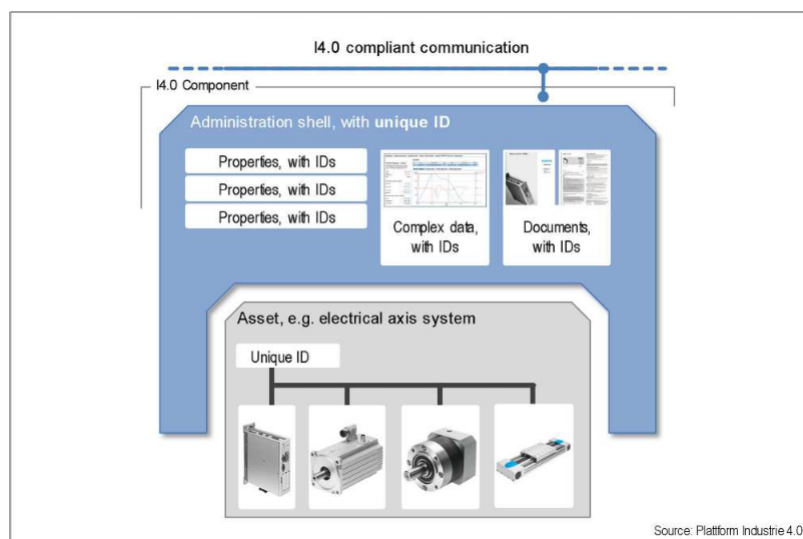 I4.0 compliant communication
I4.0 Component
Administration shell, with unique ID
Properties, with IDs
Properties, with IDs
Properties, with IDs
Complex data,
with IDs
Documents,
with IDs
Asset, e.g. electrical axis system
Unique ID
Source: Plattform Industrie 4.0